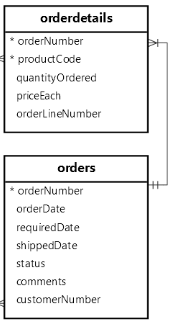 orderdetails
* orderNumber
* productCode
quantityOrdered
priceEach
orderLineNumber
orders
* orderNumber
orderDate
requiredDate
shippedDate
status
comments
customerNumber